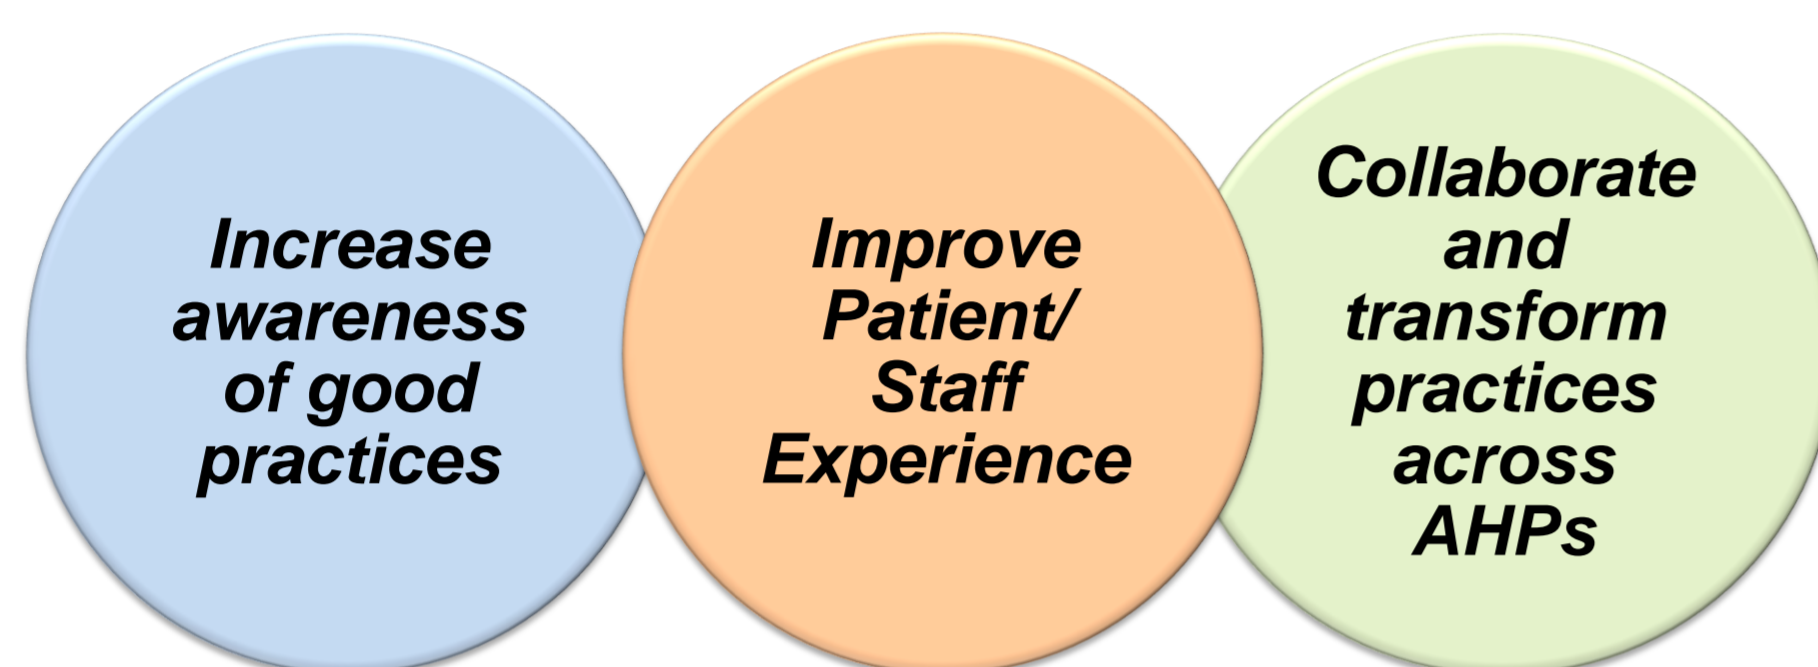 Increase
awareness
of good
practices
Improve
Patient/
Staff
Experience
Collaborate
and
transform
practices
across
AHPs